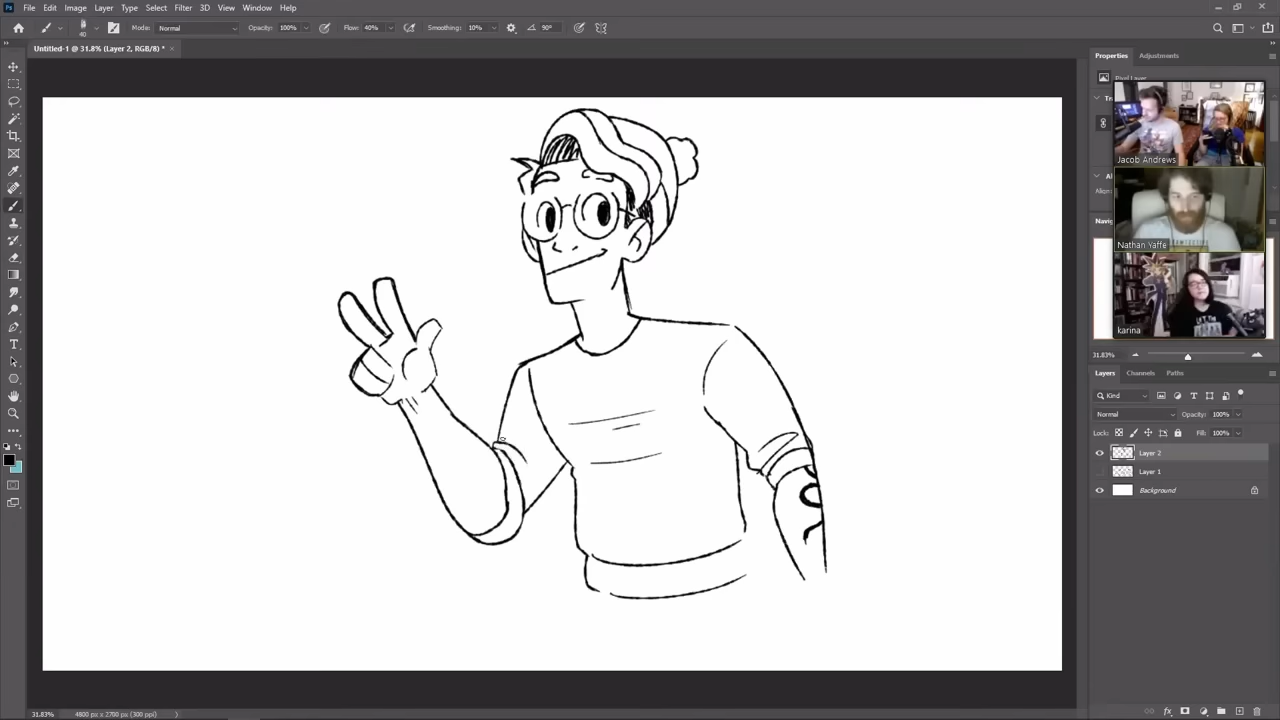 File Edit Image Layer Type Select Filter 3D View Window Help
Mode: Normal Opacity: 100% Flow: 40% Smoothing: 10% 90°
Untitled-1 @ 31.8% (Layer 2, RGB/8) *
Properties Adjustments
Pixel Layer
Jacob Andrews
Nathan Yaffe
karina
31.83%
Layers Channels Paths
Kind
Normal Opacity: 100%
Lock: Fill: 100%
Layer 2
Layer 1
Background
31.83% 4800 px x 2700 px (300 ppi)